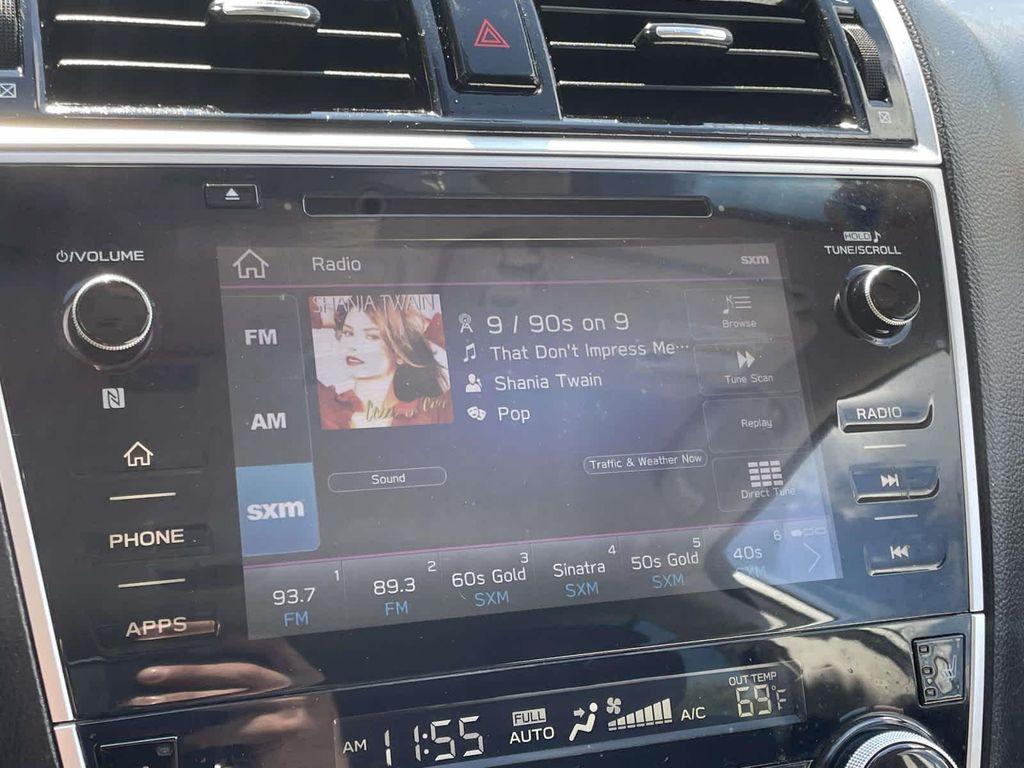 ⏻/VOLUME
HOLD♪
TUNE/SCROLL
Radio
sxm
FM
AM
sxm
SHANIA TWAIN
9 / 90s on 9
That Don't Impress Me…
Shania Twain
Pop
Browse
Tune Scan
Replay
Direct Tune
Sound
Traffic & Weather Now
1
93.7
FM
2
89.3
FM
3
60s Gold
SXM
4
Sinatra
SXM
5
50s Gold
SXM
6
40s
SXM
N
PHONE
APPS
RADIO
AM 11:55
FULL
AUTO
A/C
OUT TEMP
69°F